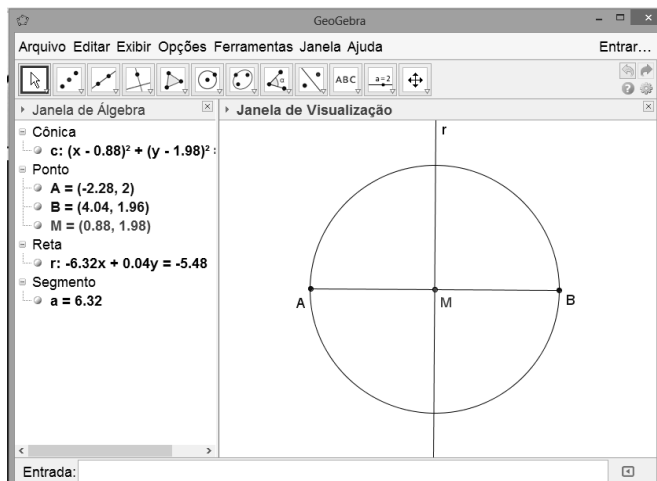 GeoGebra
Arquivo Editar Exibir Opções Ferramentas Janela Ajuda
Entrar...
ABC
a=2
Janela de Álgebra
Janela de Visualização
Cônica
c: (x - 0.88)² + (y - 1.98)²
Ponto
A = (-2.28, 2)
B = (4.04, 1.96)
M = (0.88, 1.98)
Reta
r: -6.32x + 0.04y = -5.48
Segmento
a = 6.32
r
A
M
B
Entrada: